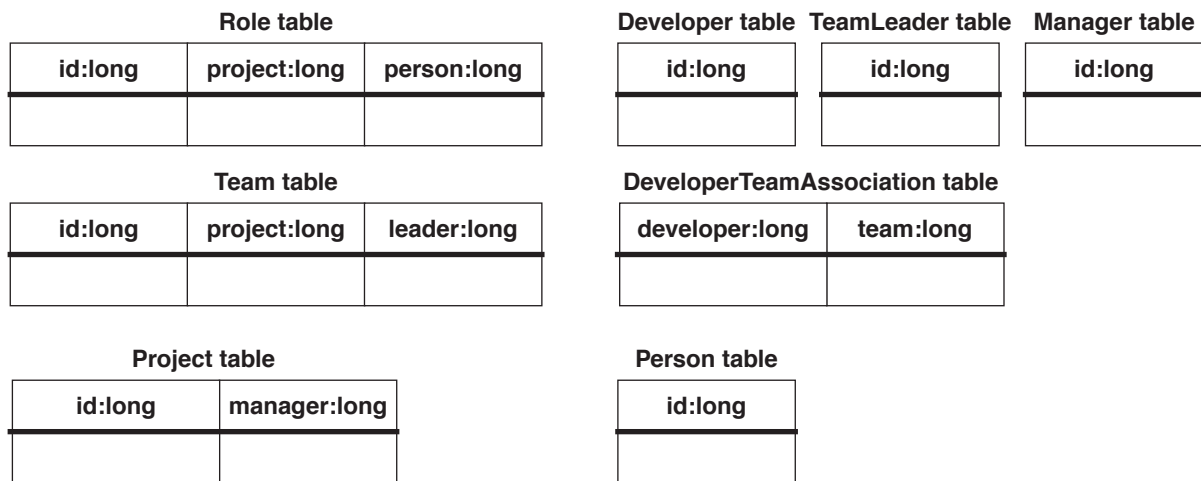 Role table
id:long project:long person:long
Developer table TeamLeader table Manager table
id:long id:long id:long
Team table
id:long project:long leader:long
DeveloperTeamAssociation table
developer:long team:long
Project table
id:long manager:long
Person table
id:long